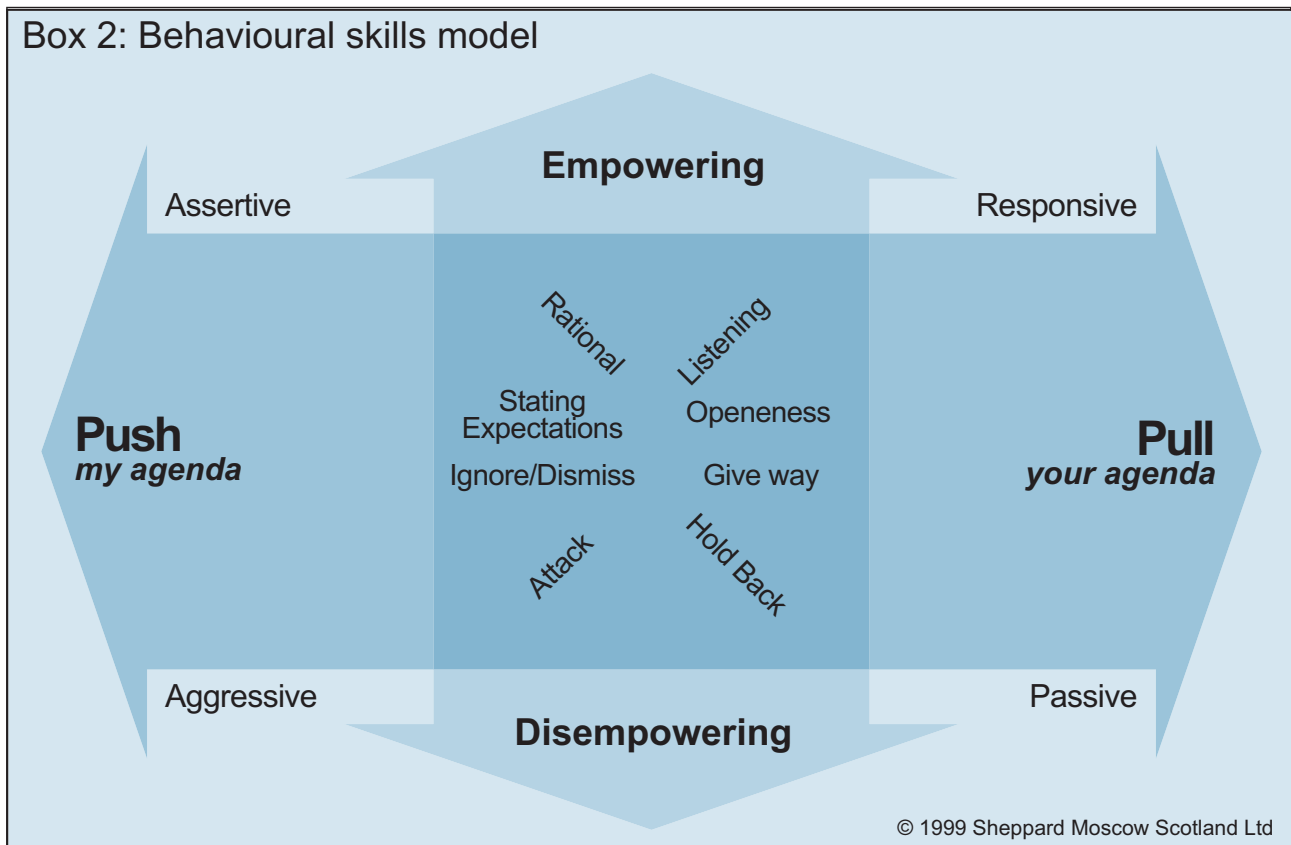 Box 2: Behavioural skills model
Empowering
Assertive
Responsive
Rational
Listening
Stating
Expectations
Openeness
Push
my agenda
Pull
your agenda
Ignore/Dismiss
Give way
Attack
Hold Back
Aggressive
Passive
Disempowering
© 1999 Sheppard Moscow Scotland Ltd